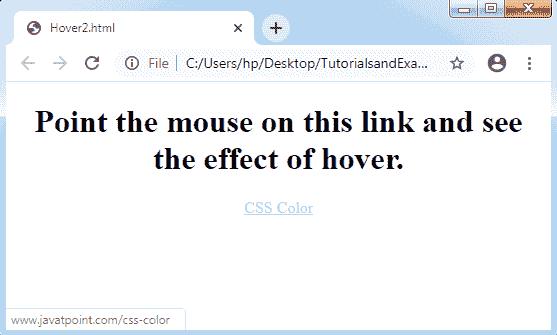 Hover2.html
File
C:/Users/hp/Desktop/TutorialsandExa...
Point the mouse on this link and see
the effect of hover.
CSS Color
www.javatpoint.com/css-color